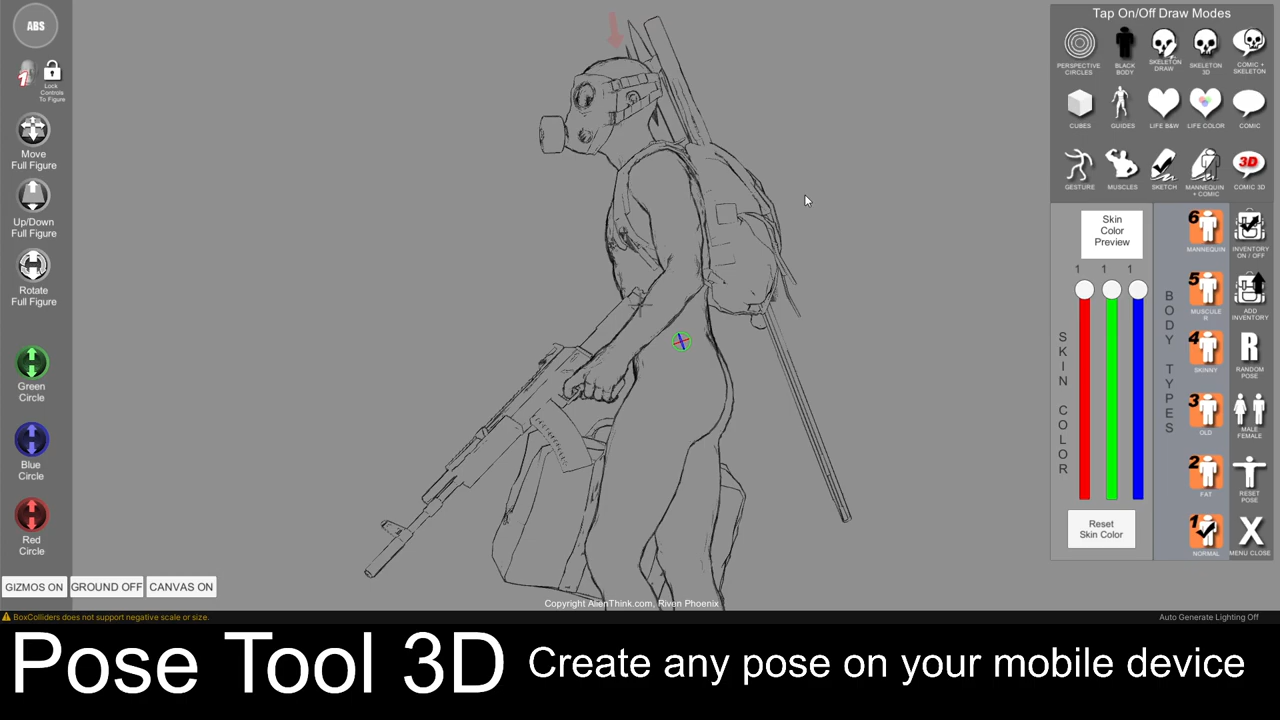 ABS
1
Lock
Controls
To Figure
Move
Full Figure
Up/Down
Full Figure
Rotate
Full Figure
Green
Circle
Blue
Circle
Red
Circle
GIZMOS ON
GROUND OFF
CANVAS ON
Tap On/Off Draw Modes
PERSPECTIVE
CIRCLES
BLACK
BODY
SKELETON
DRAW
SKELETON
3D
COMIC +
SKELETON
CUBES
GUIDES
LIFE B&W
LIFE COLOR
COMIC
GESTURE
MUSCLES
SKETCH
MANNEQUIN
+ COMIC
3D
COMIC 3D
Skin
Color
Preview
1 1 1
SKIN COLOR
Reset
Skin Color
BODY TYPES
6
MANNEQUIN
5
MUSCULE
R
4
SKINNY
3
OLD
2
FAT
1
NORMAL
INVENTORY
ON / OFF
ADD
INVENTORY
R
RANDOM
POSE
MALE
FEMALE
RESET
POSE
X
MENU CLOSE
Copyright AlienThink.com, Riven Phoenix
BoxColliders does not support negative scale or size.
Auto Generate Lighting Off
Pose Tool 3D
Create any pose on your mobile device